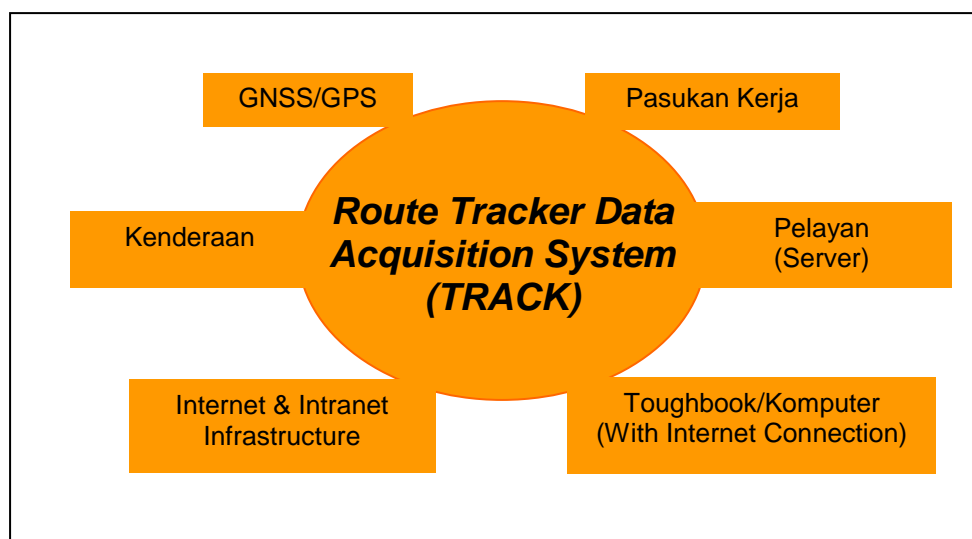 GNSS/GPS
Pasukan Kerja
Kenderaan
Route Tracker Data
Acquisition System
(TRACK)
Pelayan
(Server)
Internet & Intranet
Infrastructure
Toughbook/Komputer
(With Internet Connection)